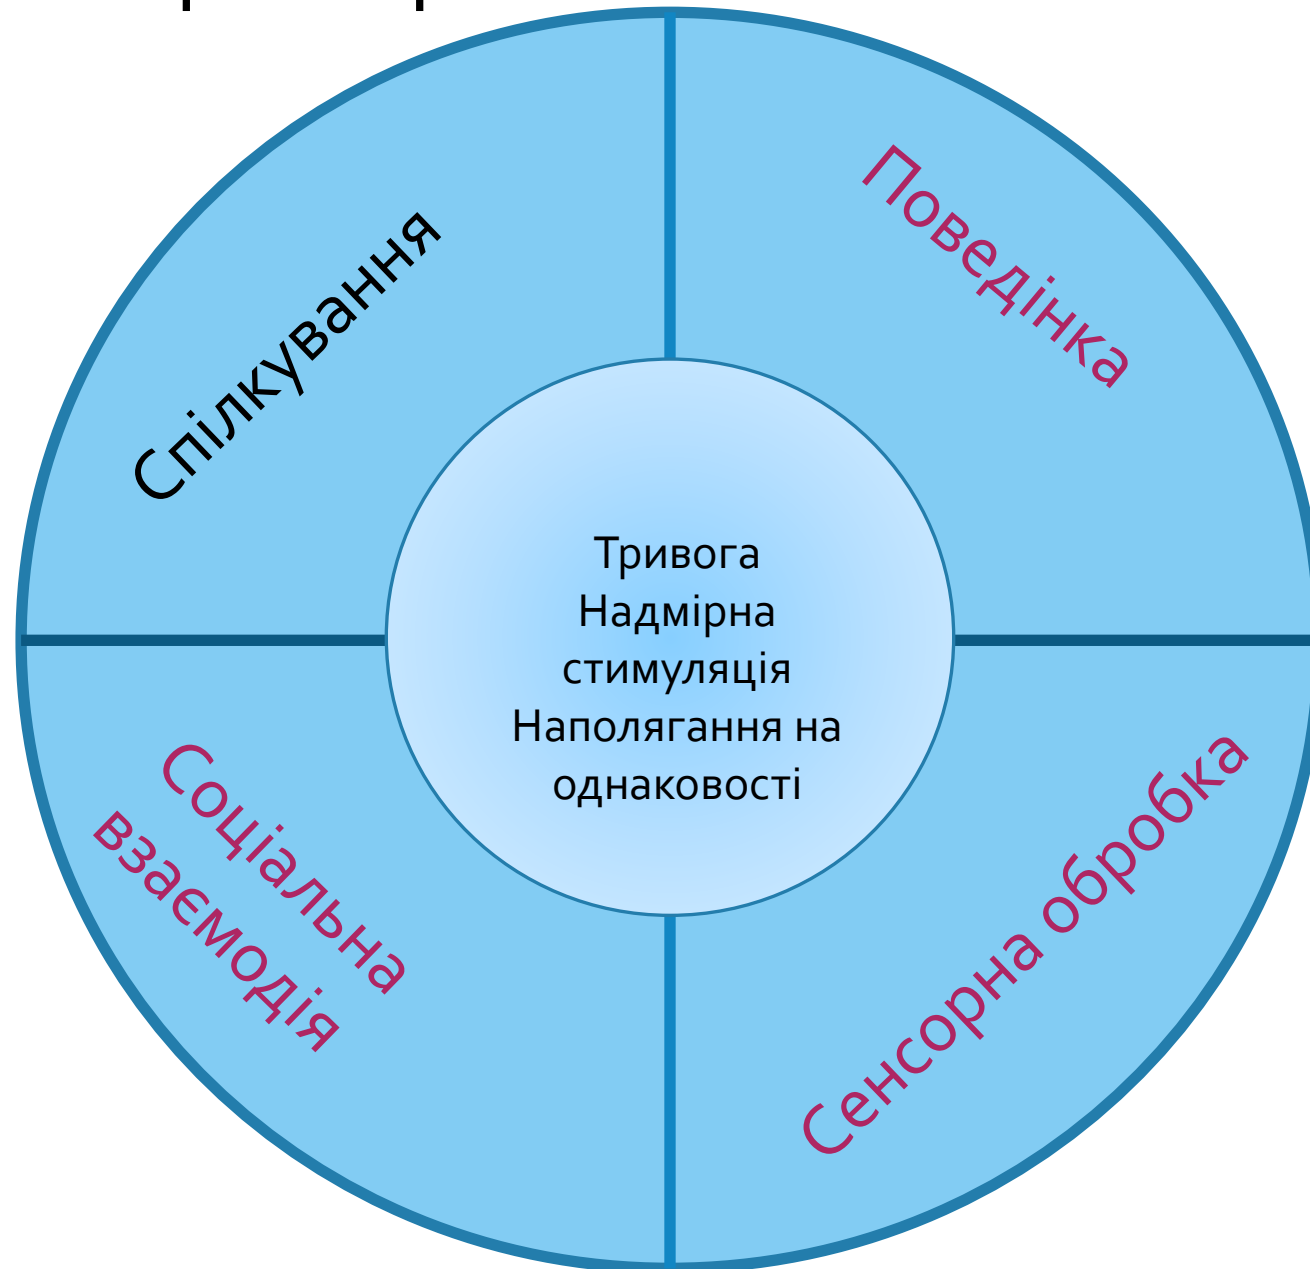 Спілкування
Поведінка
Тривога
Надмірна
стимуляція
Наполягання на
однаковості
Соціальна
взаємодія
Сенсорна обробка